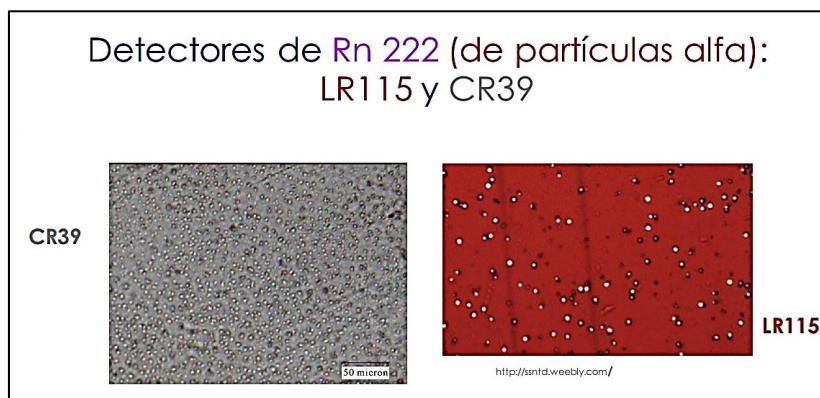 Detectores de Rn 222 (de partículas alfa):
LR115 y CR39
CR39
50 micron
LR115
http://ssntd.weebly.com/